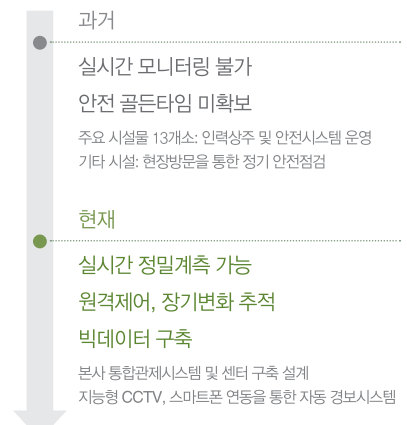 과거
실시간 모니터링 불가
안전 골든타임 미확보
주요 시설물 13개소: 인력상주 및 안전시스템 운영
기타 시설: 현장방문을 통한 정기 안전점검
현재
실시간 정밀계측 가능
원격제어, 장기변화 추적
빅데이터 구축
본사 통합관제시스템 및 센터 구축 설계
지능형 CCTV, 스마트폰 연동을 통한 자동 경보시스템